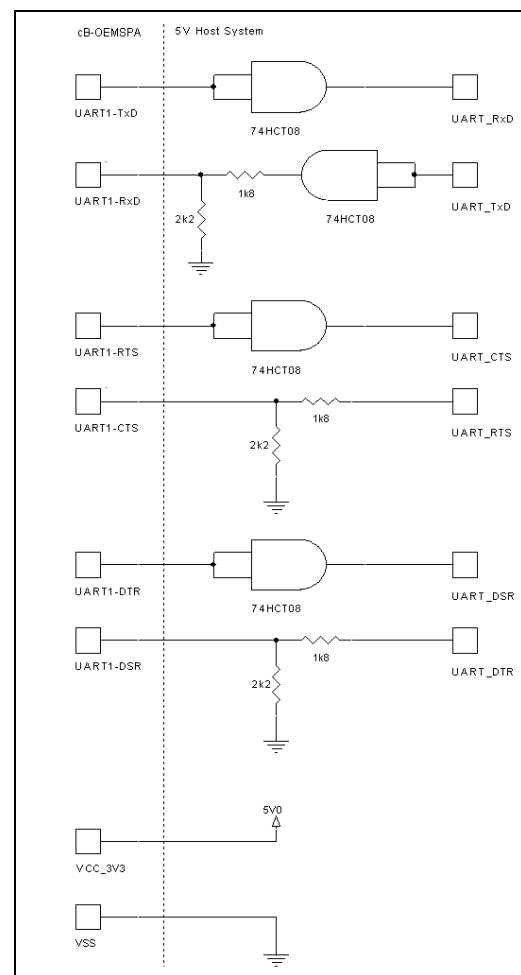 cB-OEMSPA 5V Host System
UART1-TxD
74HCT08
UART_RxD
UART1-RxD
2k2
1k8
74HCT08
UART_TxD
UART1-RTS
74HCT08
UART_CTS
UART1-CTS
2k2
1k8
UART_RTS
UART1-DTR
74HCT08
UART_DSR
UART1-DSR
2k2
1k8
UART_DTR
5V0
VCC_3V3
VSS